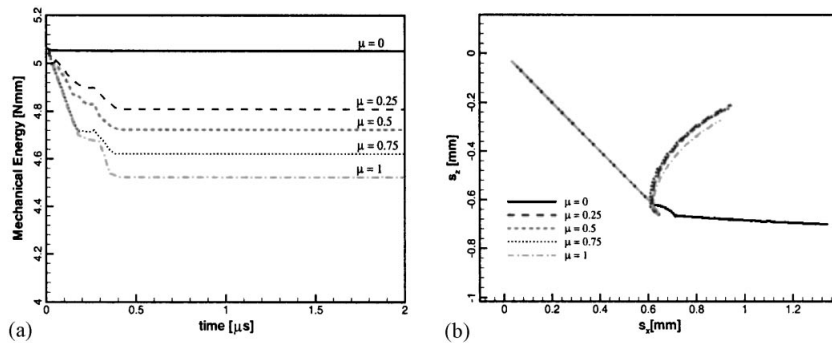 5.2
5
4.8
4.6
4.4
4.2
4
Mechanical Energy [Nmm]
μ = 0
μ = 0.25
μ = 0.5
μ = 0.75
μ = 1
0
0.5
1
1.5
2
time [μs]
(a)
0
-0.2
-0.4
-0.6
-0.8
-1
s_z [mm]
μ = 0
μ = 0.25
μ = 0.5
μ = 0.75
μ = 1
0
0.2
0.4
0.6
0.8
1
1.2
s_x[mm]
(b)